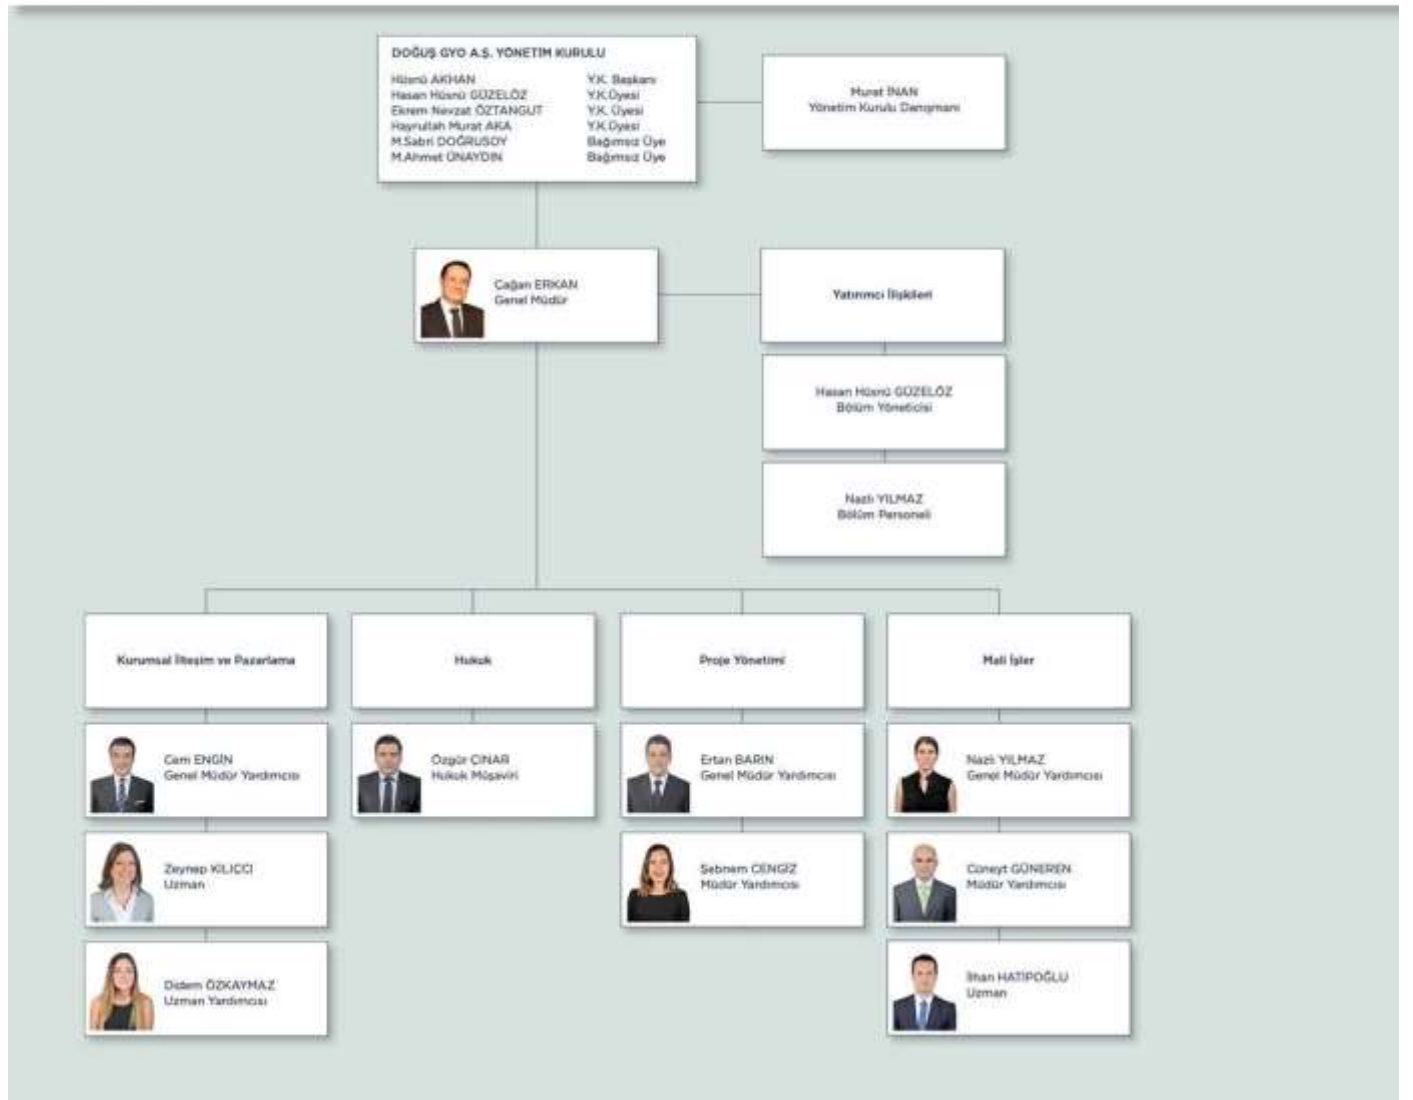 DOĞUŞ GYO A.Ş. YÖNETİM KURULU
Hüsnü AKHAN Y.K. Başkanı
Hasan Hüsnü GÜZELÖZ Y.K.Üyesi
Ekrem Nevzat ÖZTANGUT Y.K. Üyesi
Hayrullah Murat AKA Y.K.Üyesi
M.Sabri DOĞRUSOY Bağımsız Üye
M.Ahmet ÜNAYDIN Bağımsız Üye
Murat İNAN
Yönetim Kurulu Danışmanı
Çağan ERKAN
Genel Müdür
Yatırımcı İlişkileri
Hasan Hüsnü GÜZELÖZ
Bölüm Yöneticisi
Nazlı YILMAZ
Bölüm Personeli
Kurumsal İlteşim ve Pazarlama
Hukuk
Proje Yönetimi
Mali İşler
Cem ENGİN
Genel Müdür Yardımcısı
Özgür ÇINAR
Hukuk Müşaviri
Ertan BARIN
Genel Müdür Yardımcısı
Nazlı YILMAZ
Genel Müdür Yardımcısı
Zeynep KILIÇCI
Uzman
Şebnem CENGİZ
Müdür Yardımcısı
Cüneyt GÜNEREN
Müdür Yardımcısı
Didem ÖZKAYMAZ
Uzman Yardımcısı
İlhan HATİPOĞLU
Uzman